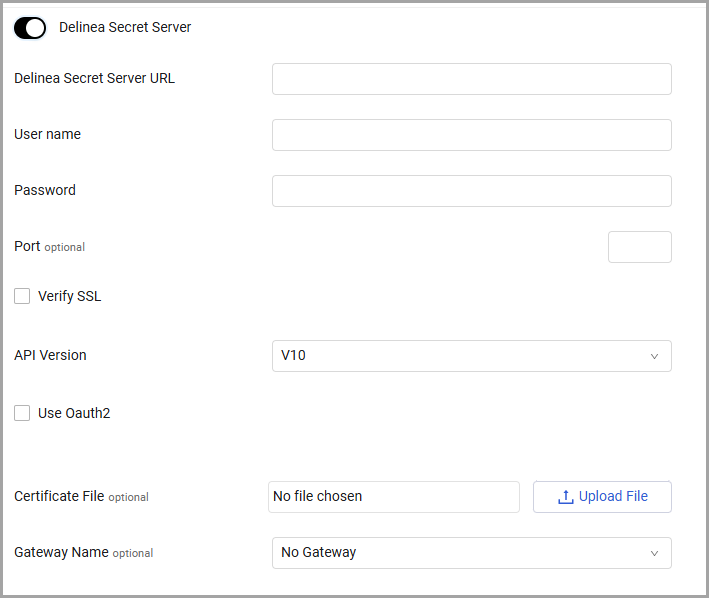 Delinea Secret Server
Delinea Secret Server URL
User name
Password
Port optional
Verify SSL
API Version V10
Use Oauth2
Certificate File optional No file chosen Upload File
Gateway Name optional No Gateway